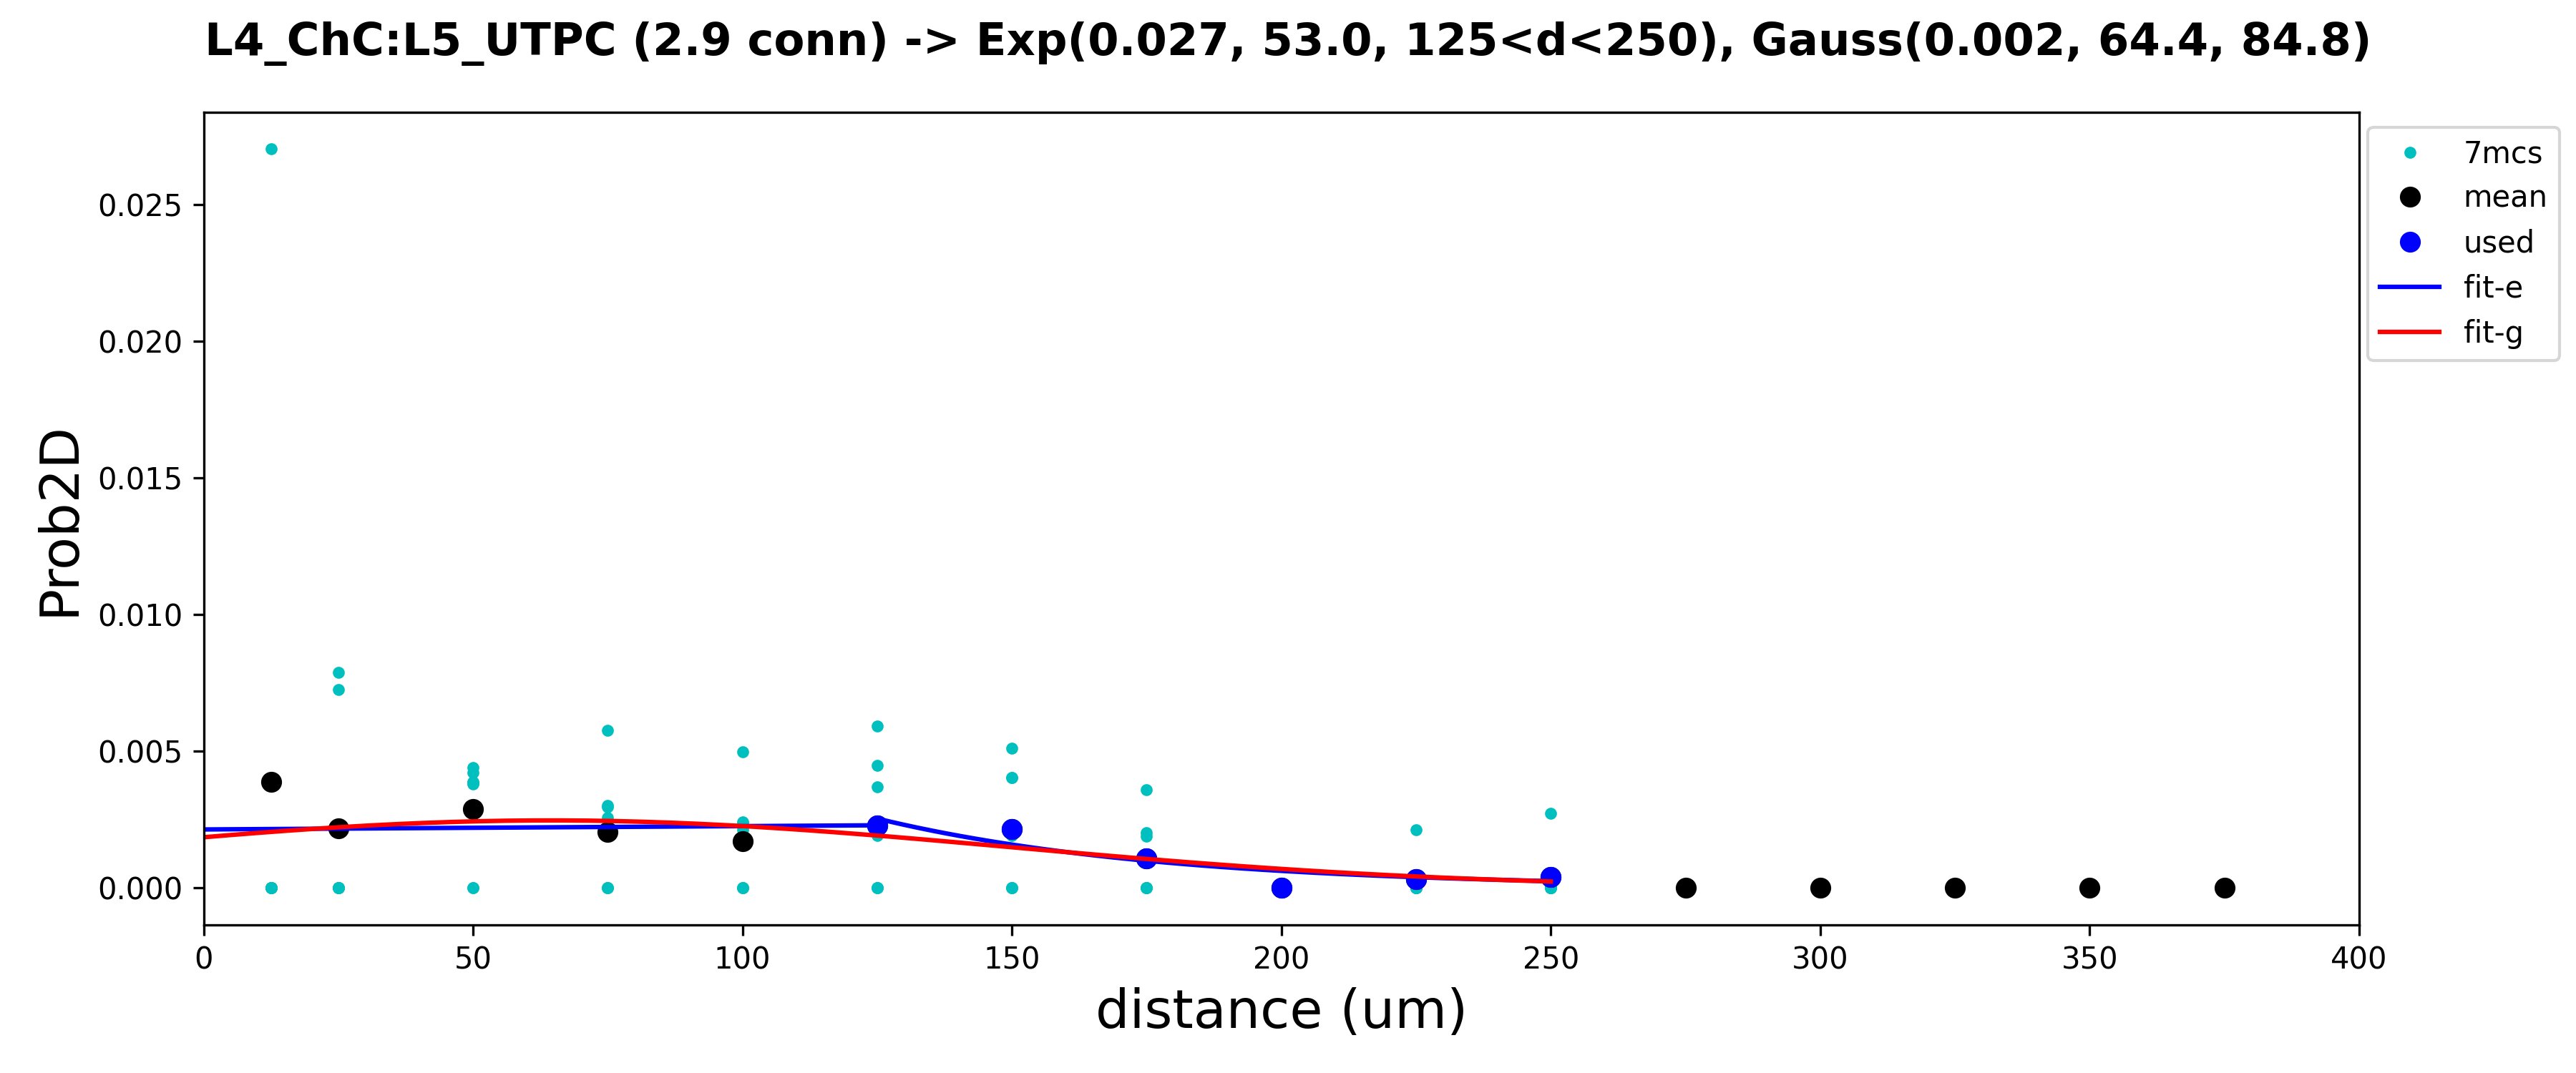 L4_ChC:L5_UTPC (2.9 conn) -> Exp(0.027, 53.0, 125<d<250), Gauss(0.002, 64.4, 84.8)
7mcs
mean
used
fit-e
fit-g
Prob2D
0.025
0.020
0.015
0.010
0.005
0.000
0 50 100 150 200 250 300 350 400
distance (um)